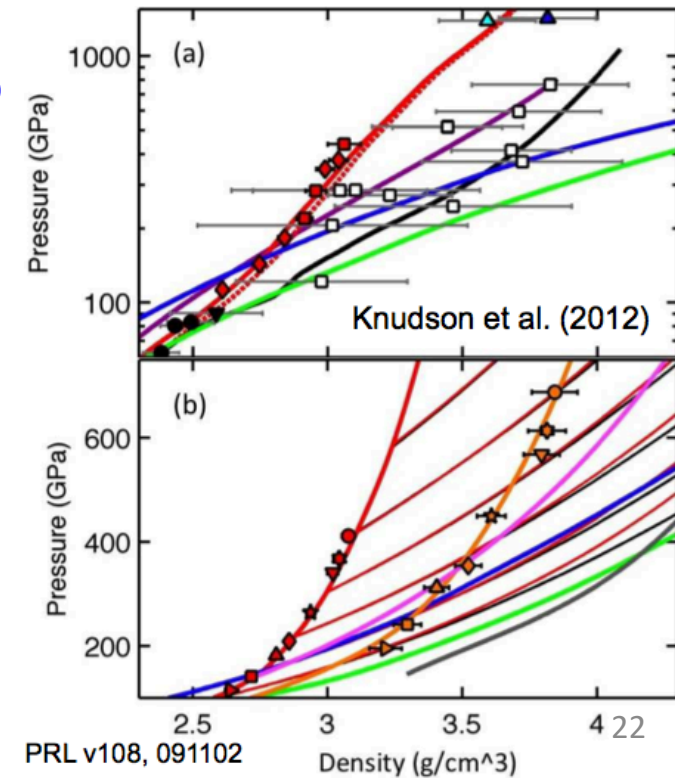 (a)
1000
100
Pressure (GPa)
Knudson et al. (2012)
(b)
600
400
200
Pressure (GPa)
2.5 3 3.5 4 22
PRL v108, 091102 Density (g/cm^3)